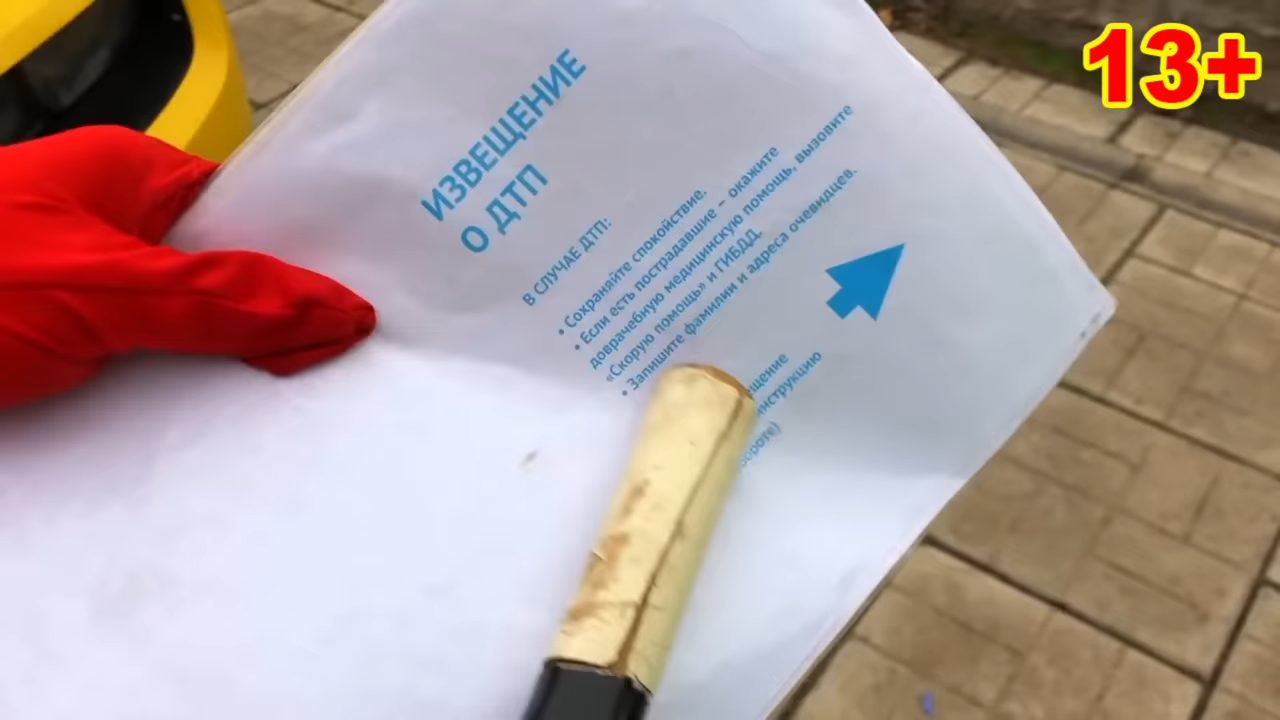 13+
ИЗВЕЩЕНИЕ
О ДТП
В СЛУЧАЕ ДТП:
• Сохраняйте спокойствие.
• Если есть пострадавшие – окажите
доврачебную медицинскую помощь, вызовите
«Скорую помощь» и ГИБДД.
• Запишите фамилии и адреса очевидцев.